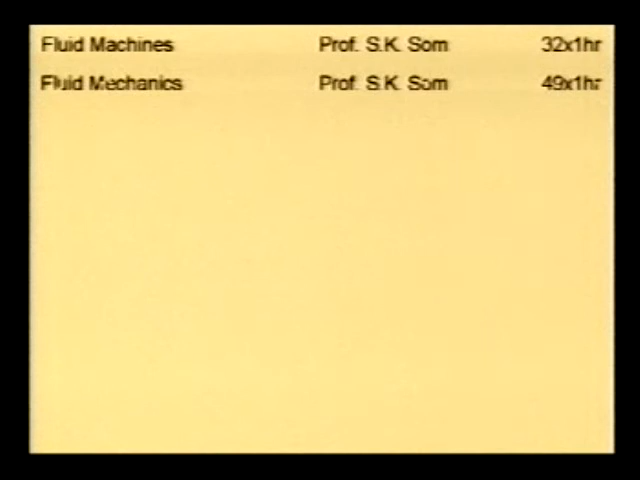 Fluid Machines Prof. S.K. Som 32x1hr
Fluid Mechanics Prof. S.K. Som 49x1hr